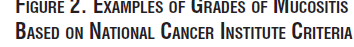 FIGURE 2. EXAMPLES OF GRADES OF MUCOSITIS
BASED ON NATIONAL CANCER INSTITUTE CRITERIA